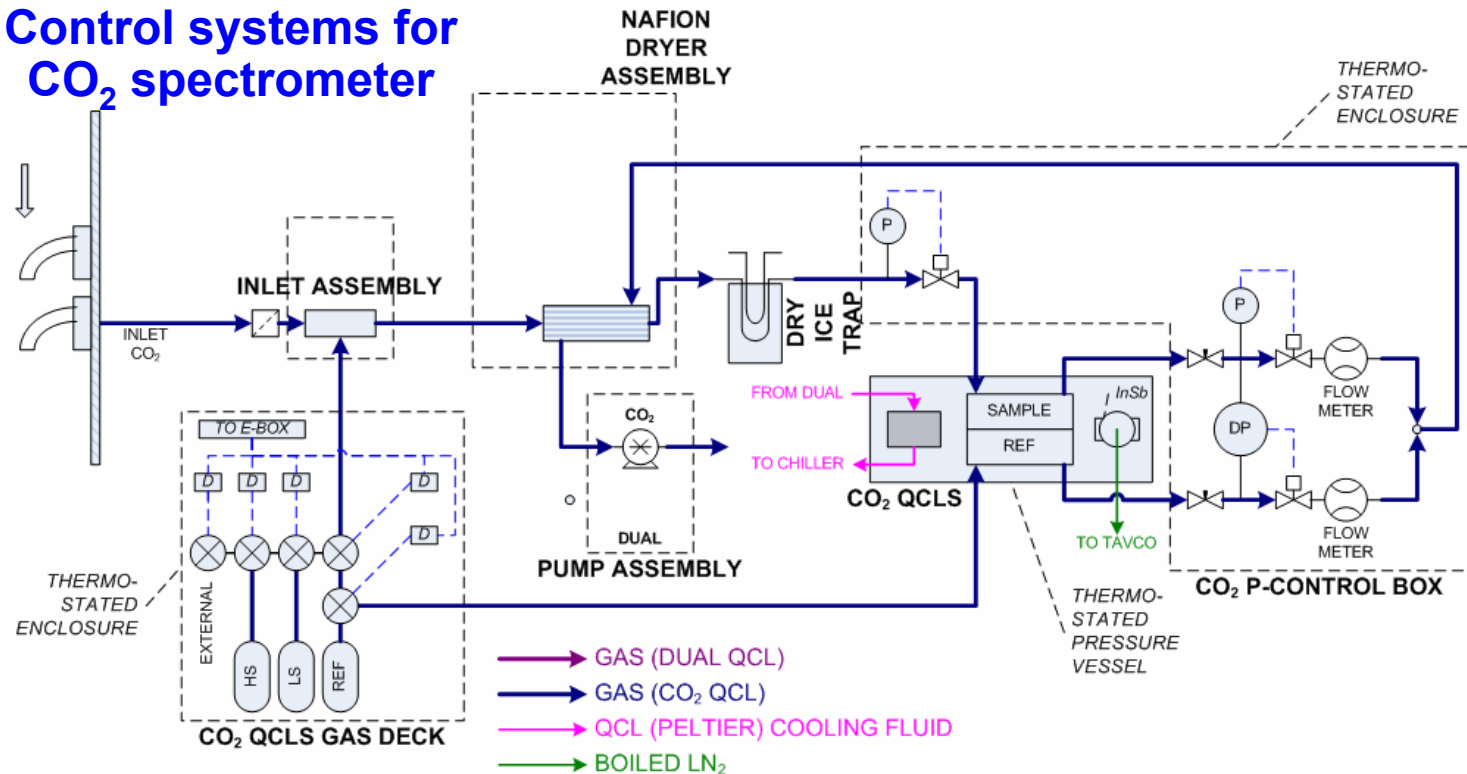 Control systems for
CO₂ spectrometer
NAFION
DRYER
ASSEMBLY
THERMO-
STATED
ENCLOSURE
INLET ASSEMBLY
INLET
CO₂
DRY
ICE
TRAP
P
P
DP
FLOW
METER
FLOW
METER
CO₂ P-CONTROL BOX
FROM DUAL
TO CHILLER
SAMPLE
REF
InSb
CO₂ QCLS
TO TAVCO
THERMO-
STATED
PRESSURE
VESSEL
CO₂
DUAL
PUMP ASSEMBLY
TO E-BOX
D
D
D
D
D
THERMO-
STATED
ENCLOSURE
EXTERNAL
HS
LS
REF
CO₂ QCLS GAS DECK
GAS (DUAL QCL)
GAS (CO₂ QCL)
QCL (PELTIER) COOLING FLUID
BOILED LN₂